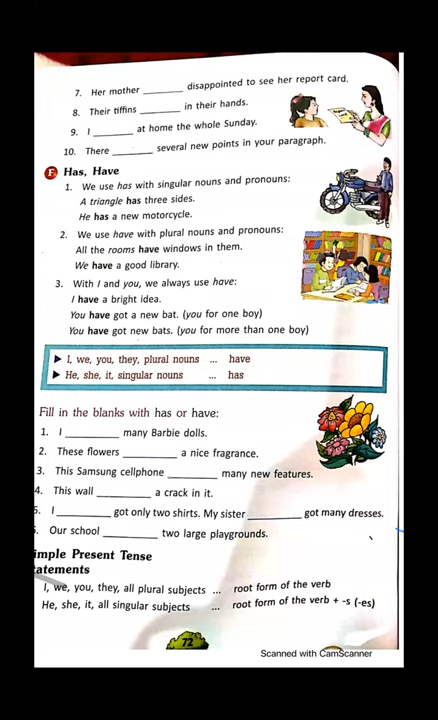 7. Her mother ________ disappointed to see her report card.
8. Their tiffins ________ in their hands.
9. I ________ at home the whole Sunday.
10. There ________ several new points in your paragraph.
F Has, Have
1. We use has with singular nouns and pronouns:
A triangle has three sides.
He has a new motorcycle.
2. We use have with plural nouns and pronouns:
All the rooms have windows in them.
We have a good library.
3. With I and you, we always use have:
I have a bright idea.
You have got a new bat. (you for one boy)
You have got new bats. (you for more than one boy)
▶ I, we, you, they, plural nouns ... have
▶ He, she, it, singular nouns ... has
Fill in the blanks with has or have:
1. I ________ many Barbie dolls.
2. These flowers ________ a nice fragrance.
3. This Samsung cellphone ________ many new features.
4. This wall ________ a crack in it.
5. I ________ got only two shirts. My sister ________ got many dresses.
. Our school ________ two large playgrounds.
imple Present Tense
atements
I, we, you, they, all plural subjects ... root form of the verb
He, she, it, all singular subjects ... root form of the verb + -s (-es)
72
Scanned with CamScanner